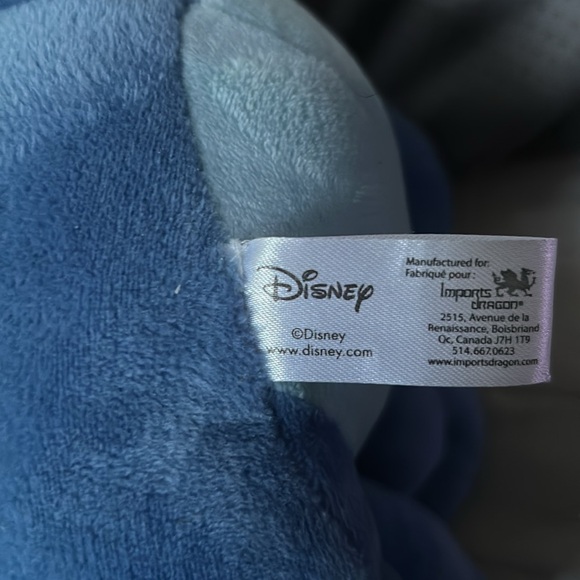 Disney
©Disney
www.disney.com
Manufactured for:
Fabriqué pour :
Imports
DRAGON®
2515, Avenue de la
Renaissance, Boisbriand
Qc, Canada J7H 1T9
514.667.0623
www.importsdragon.com